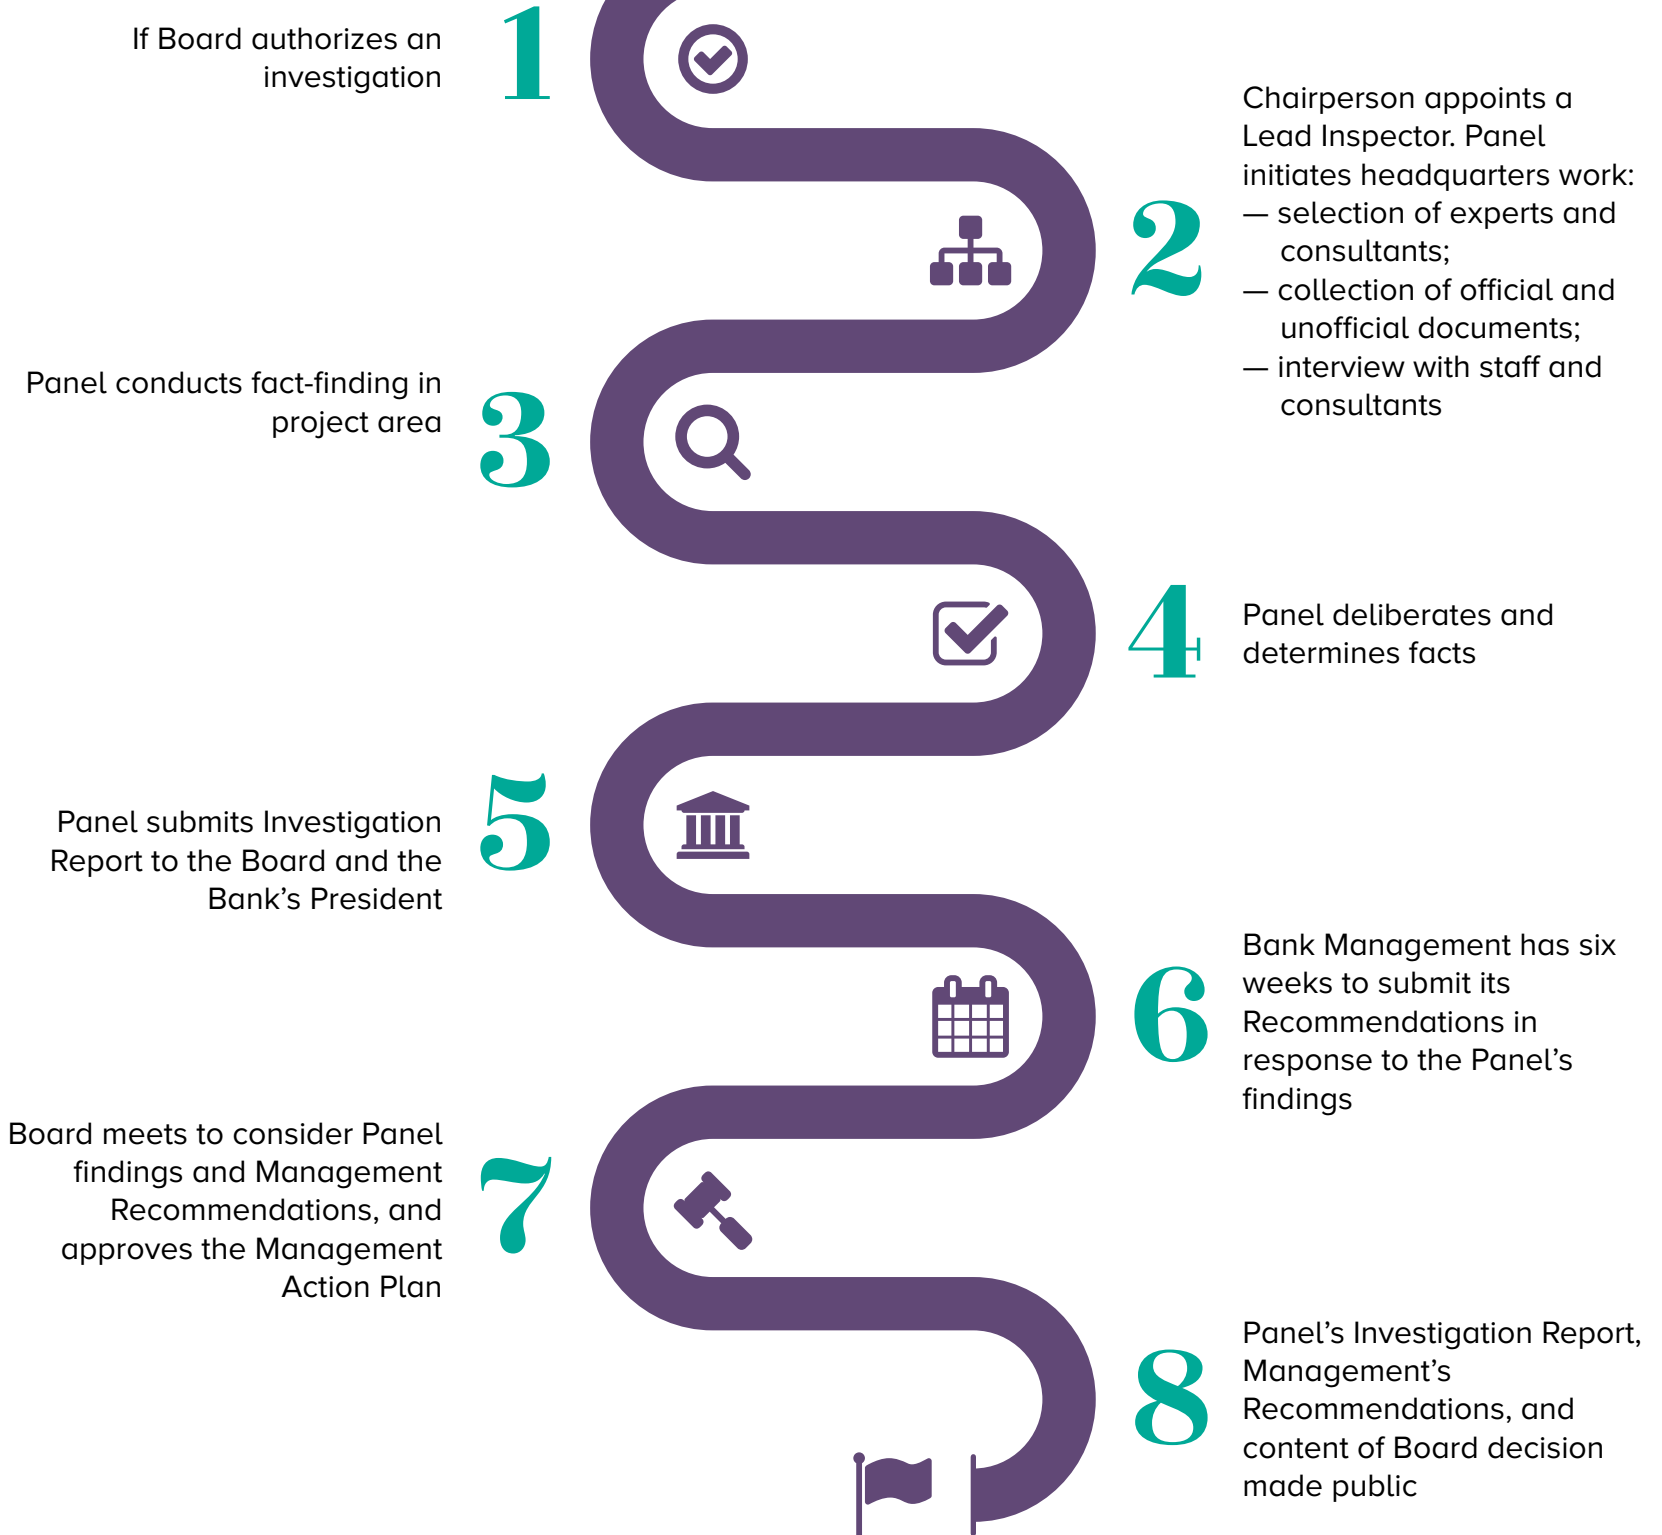 1
If Board authorizes an
investigation
2
Chairperson appoints a
Lead Inspector. Panel
initiates headquarters work:
— selection of experts and
consultants;
— collection of official and
unofficial documents;
— interview with staff and
consultants
3
Panel conducts fact-finding in
project area
4
Panel deliberates and
determines facts
5
Panel submits Investigation
Report to the Board and the
Bank’s President
6
Bank Management has six
weeks to submit its
Recommendations in
response to the Panel’s
findings
7
Board meets to consider Panel
findings and Management
Recommendations, and
approves the Management
Action Plan
8
Panel’s Investigation Report,
Management’s
Recommendations, and
content of Board decision
made public